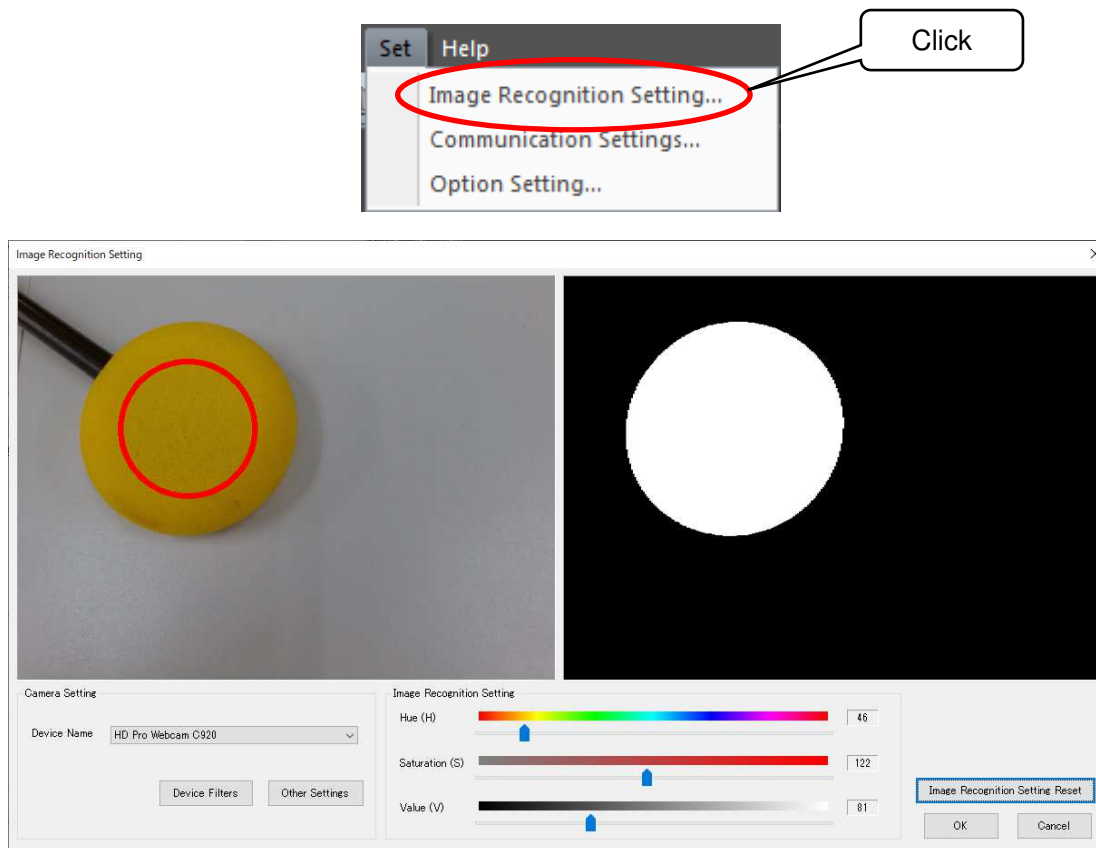 Click
Set Help
Image Recognition Setting...
Communication Settings...
Option Setting...
Image Recognition Setting
Camera Setting
Device Name HD Pro Webcam C920
Device Filters Other Settings
Image Recognition Setting
Hue (H) 46
Saturation (S) 122
Value (V) 81
Image Recognition Setting Reset
OK Cancel